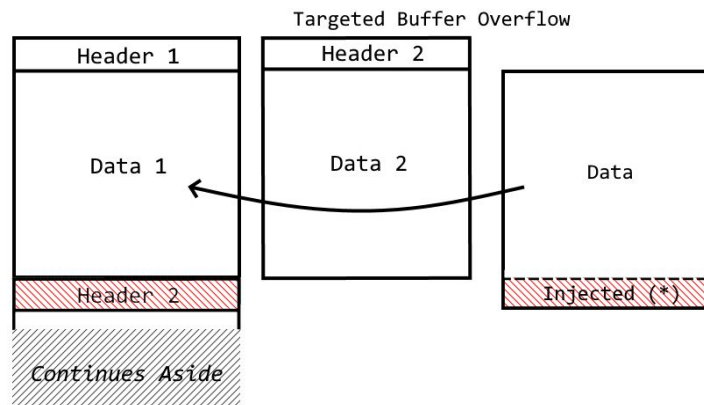 Targeted Buffer Overflow
Header 1
Header 2
Data 1
Data 2
Data
Header 2
Injected (*)
Continues Aside